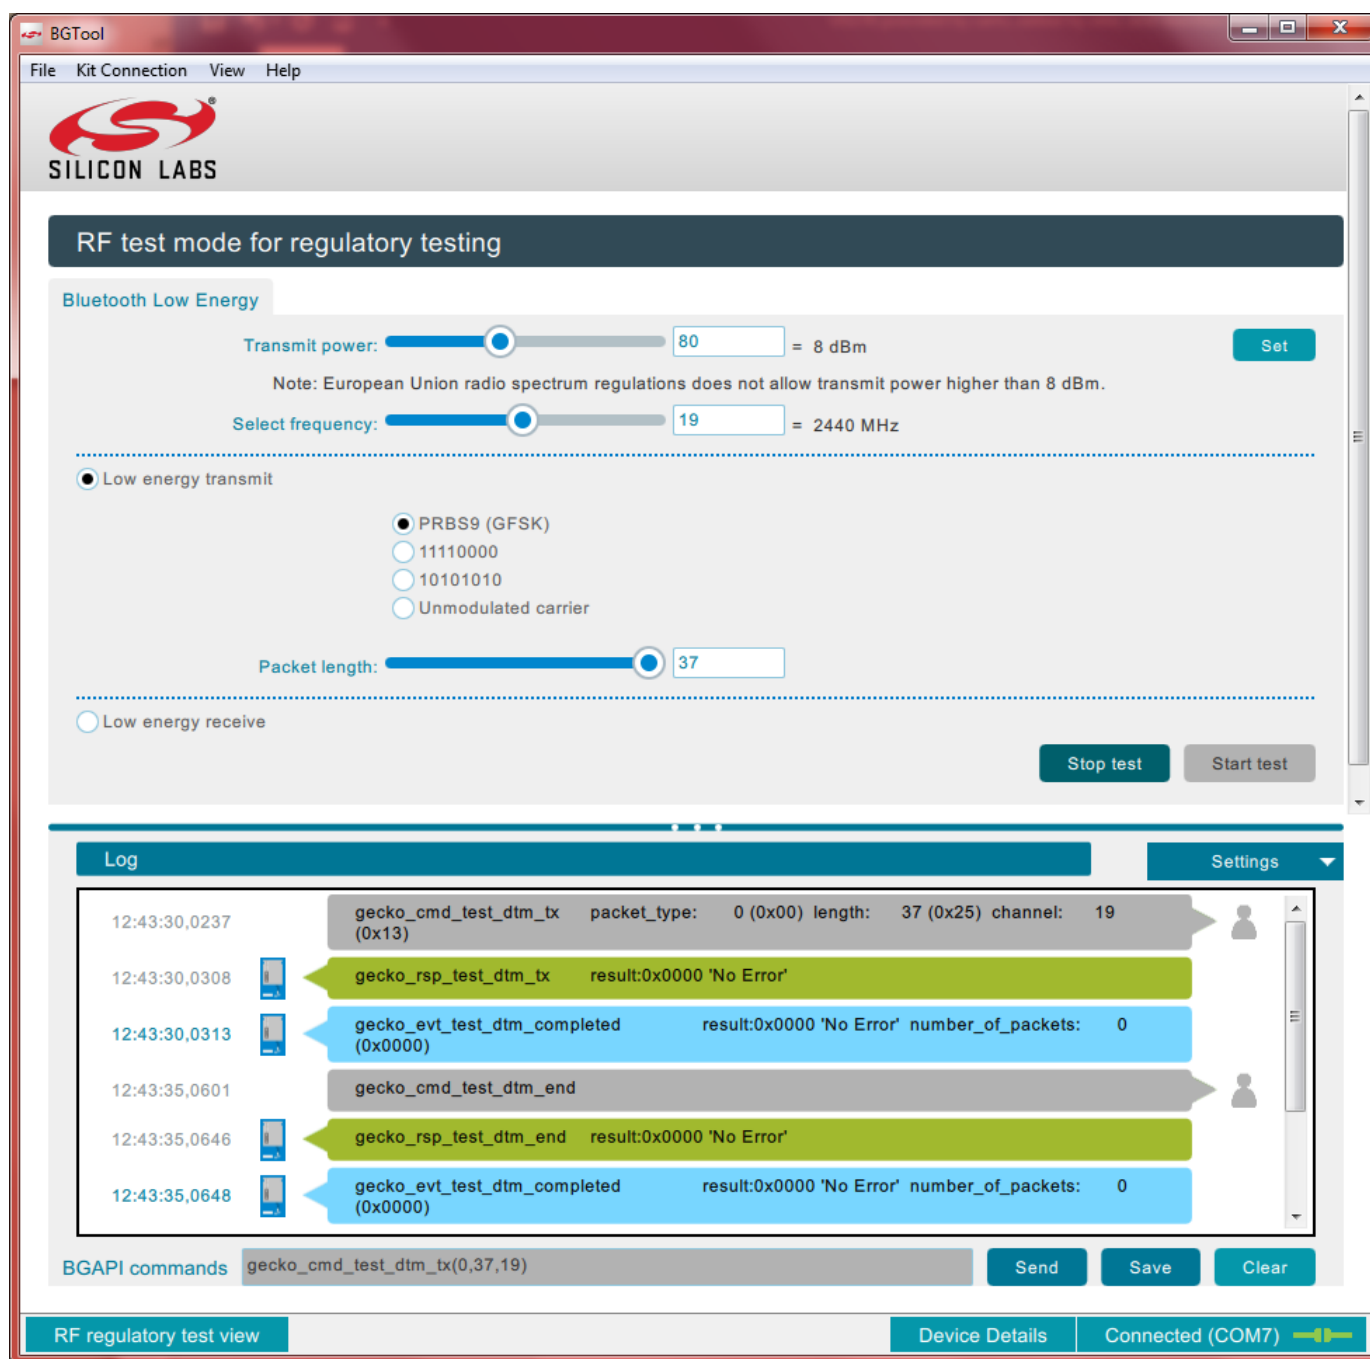 BGTool
File Kit Connection View Help
SILICON LABS
RF test mode for regulatory testing
Bluetooth Low Energy
Transmit power: 80 = 8 dBm Set
Note: European Union radio spectrum regulations does not allow transmit power higher than 8 dBm.
Select frequency: 19 = 2440 MHz
Low energy transmit
PRBS9 (GFSK)
11110000
10101010
Unmodulated carrier
Packet length: 37
Low energy receive
Stop test Start test
Log Settings
12:43:30,0237 gecko_cmd_test_dtm_tx packet_type: 0 (0x00) length: 37 (0x25) channel: 19
(0x13)
12:43:30,0308 gecko_rsp_test_dtm_tx result:0x0000 'No Error'
12:43:30,0313 gecko_evt_test_dtm_completed result:0x0000 'No Error' number_of_packets: 0
(0x0000)
12:43:35,0601 gecko_cmd_test_dtm_end
12:43:35,0646 gecko_rsp_test_dtm_end result:0x0000 'No Error'
12:43:35,0648 gecko_evt_test_dtm_completed result:0x0000 'No Error' number_of_packets: 0
(0x0000)
BGAPI commands gecko_cmd_test_dtm_tx(0,37,19) Send Save Clear
RF regulatory test view Device Details Connected (COM7)